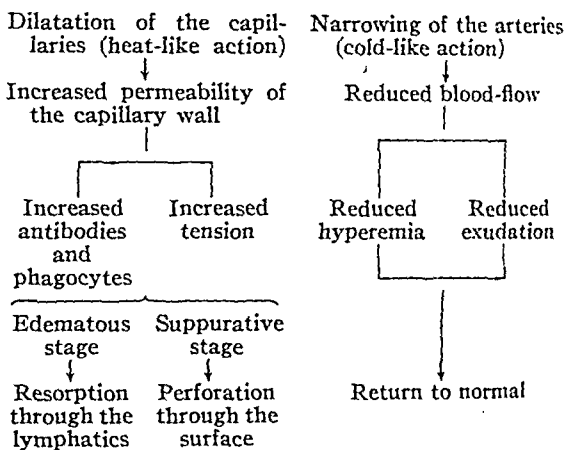 Dilatation of the capil-
laries (heat-like action)
Increased permeability of
the capillary wall
Increased
antibodies
and
phagocytes
Increased
tension
Edematous
stage
Resorption
through the
lymphatics
Suppurative
stage
Perforation
through the
surface
Narrowing of the arteries
(cold-like action)
Reduced blood-flow
Reduced
hyperemia
Reduced
exudation
Return to normal